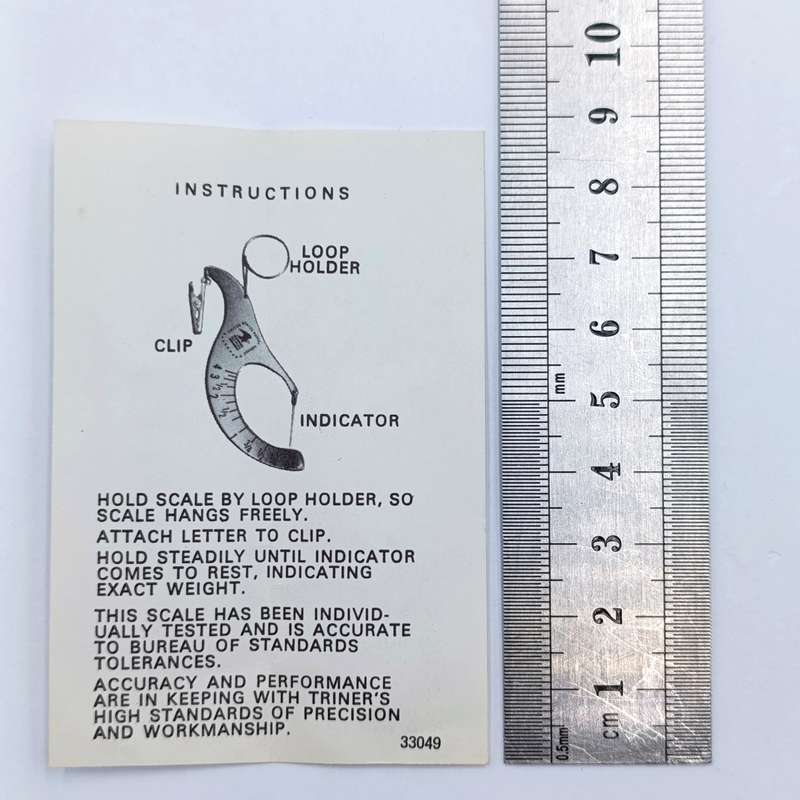 INSTRUCTIONS
LOOP
HOLDER
CLIP
INDICATOR
HOLD SCALE BY LOOP HOLDER, SO
SCALE HANGS FREELY.
ATTACH LETTER TO CLIP.
HOLD STEADILY UNTIL INDICATOR
COMES TO REST, INDICATING
EXACT WEIGHT.
THIS SCALE HAS BEEN INDIVID-
UALLY TESTED AND IS ACCURATE
TO BUREAU OF STANDARDS
TOLERANCES.
ACCURACY AND PERFORMANCE
ARE IN KEEPING WITH TRINER'S
HIGH STANDARDS OF PRECISION
AND WORKMANSHIP.
33049
10
9
8
7
6
mm
5
4
3
2
1
cm
0.5mm